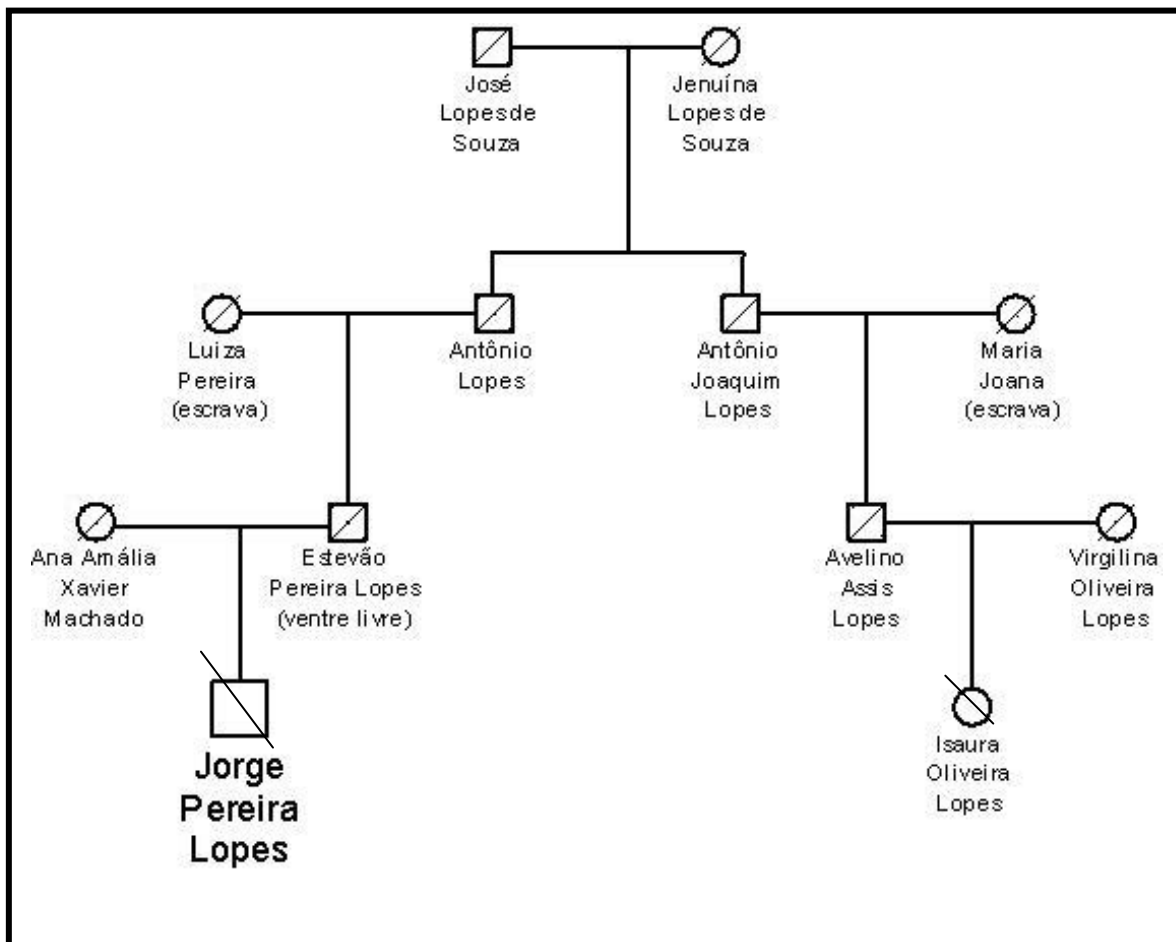 José
Lopes de
Souza
Jenuína
Lopes de
Souza
Luiza
Pereira
(escrava)
Antônio
Lopes
Antônio
Joaquim
Lopes
Maria
Joana
(escrava)
Ana Amália
Xavier
Machado
Estevão
Pereira Lopes
(ventre livre)
Avelino
Assis
Lopes
Virgilina
Oliveira
Lopes
Jorge
Pereira
Lopes
Isaura
Oliveira
Lopes